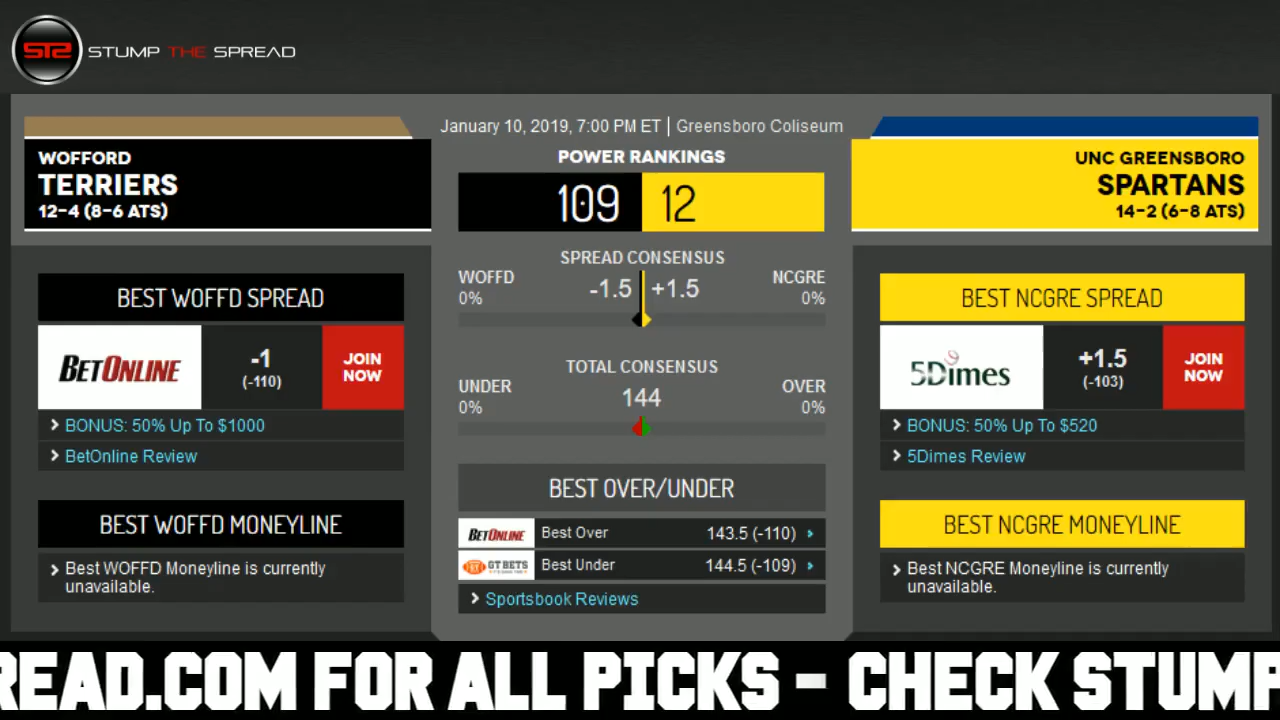 STS STUMP THE SPREAD
January 10, 2019, 7:00 PM ET | Greensboro Coliseum
WOFFORD
TERRIERS
12-4 (8-6 ATS)
POWER RANKINGS
109 12
UNC GREENSBORO
SPARTANS
14-2 (6-8 ATS)
SPREAD CONSENSUS
WOFFD -1.5 +1.5 NCGRE
0% 0%
TOTAL CONSENSUS
UNDER 144 OVER
0% 0%
BEST WOFFD SPREAD
BETONLINE -1 JOIN
(-110) NOW
BONUS: 50% Up To $1000
BetOnline Review
BEST WOFFD MONEYLINE
Best WOFFD Moneyline is currently
unavailable.
BEST OVER/UNDER
BETONLINE Best Over 143.5 (-110)
GTBETS Best Under 144.5 (-109)
Sportsbook Reviews
BEST NCGRE SPREAD
5Dimes +1.5 JOIN
(-103) NOW
BONUS: 50% Up To $520
5Dimes Review
BEST NCGRE MONEYLINE
Best NCGRE Moneyline is currently
unavailable.
READ.COM FOR ALL PICKS - CHECK STUMP